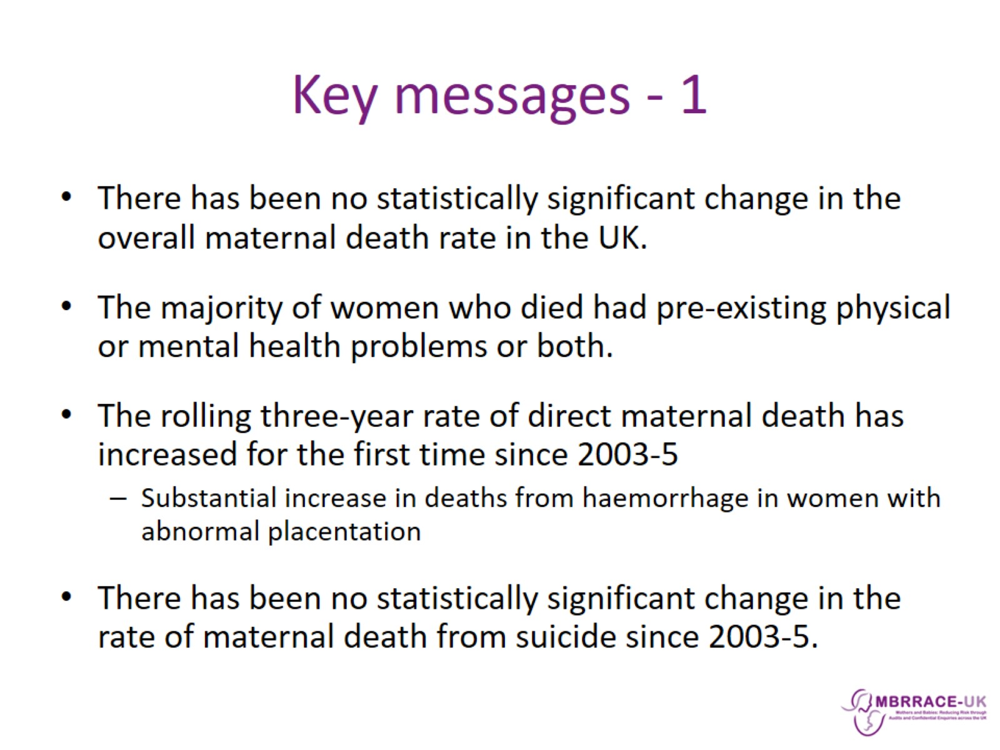 Key messages - 1
• There has been no statistically significant change in the
overall maternal death rate in the UK.
• The majority of women who died had pre-existing physical
or mental health problems or both.
• The rolling three-year rate of direct maternal death has
increased for the first time since 2003-5
– Substantial increase in deaths from haemorrhage in women with
abnormal placentation
• There has been no statistically significant change in the
rate of maternal death from suicide since 2003-5.
MBRRACE-UK
Mothers and Babies: Reducing Risk through
Audits and Confidential Enquiries across the UK